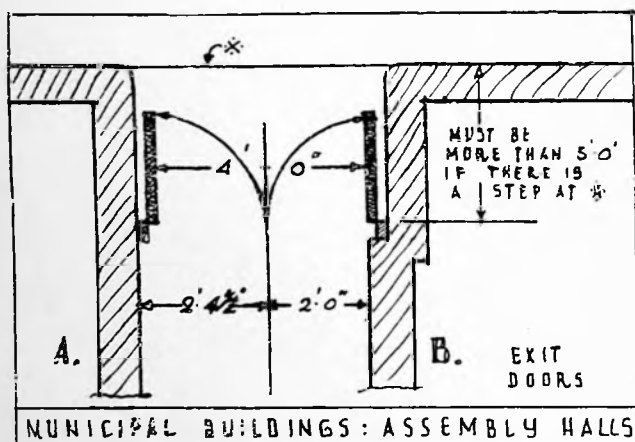 *
4' 0"
MUST BE
MORE THAN 5'0"
IF THERE IS
A STEP AT *
2' 4½" 2'0"
A. B.
EXIT
DOORS
MUNICIPAL BUILDINGS: ASSEMBLY HALLS